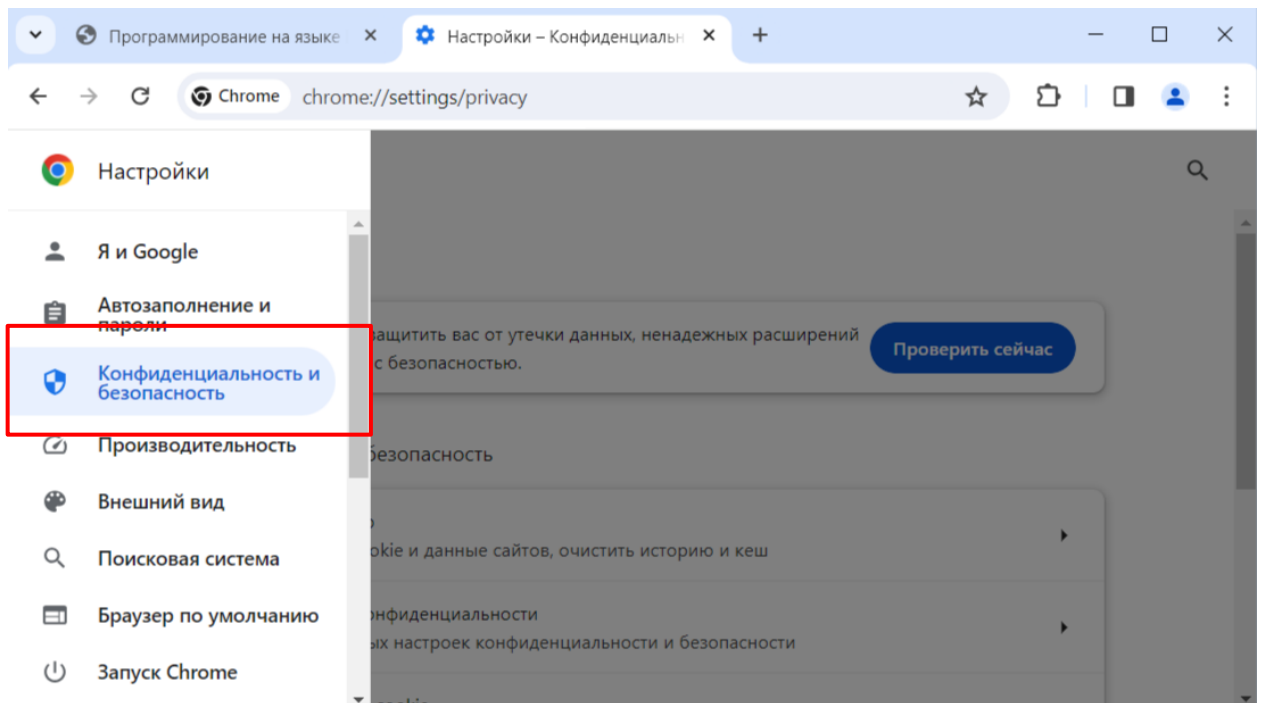 Программирование на языке
Настройки – Конфиденциальн
Chrome
chrome://settings/privacy
Настройки
Я и Google
Автозаполнение и
пароли
Конфиденциальность и
безопасность
Производительность
Внешний вид
Поисковая система
Браузер по умолчанию
Запуск Chrome
защитить вас от утечки данных, ненадежных расширений
с безопасностью.
Проверить сейчас
безопасность
okie и данные сайтов, очистить историю и кеш
онфиденциальности
ых настроек конфиденциальности и безопасности